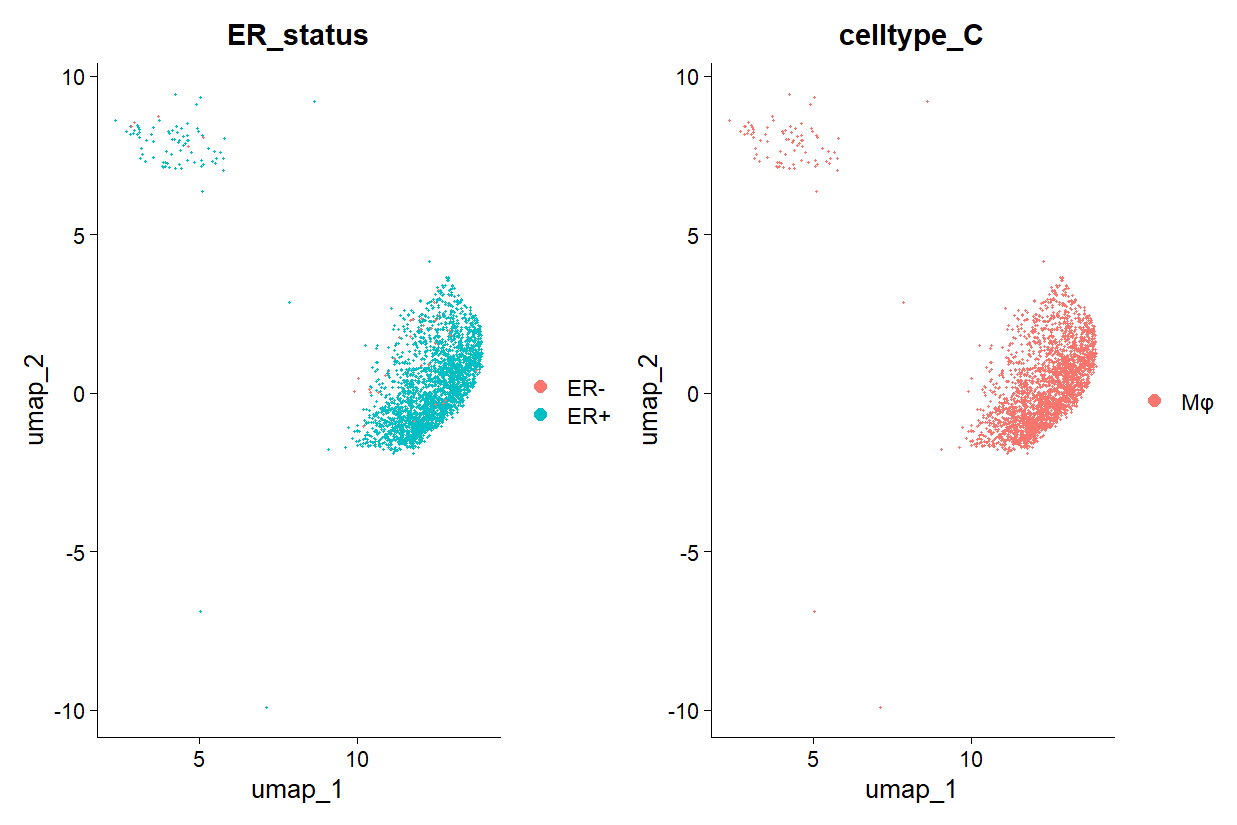 ER_status
10
5
0
-5
-10
5
10
umap_1
umap_2
ER-
ER+
celltype_C
10
5
0
-5
-10
5
10
umap_1
umap_2
Mφ